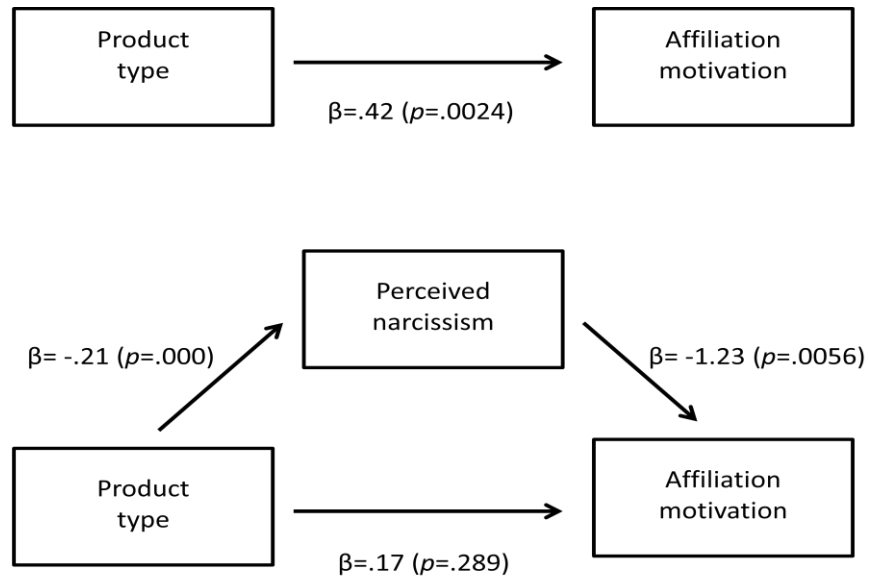 Product
type
Affiliation
motivation
β=.42 (p=.0024)
Perceived
narcissism
β= -.21 (p=.000)
β= -1.23 (p=.0056)
Product
type
Affiliation
motivation
β=.17 (p=.289)